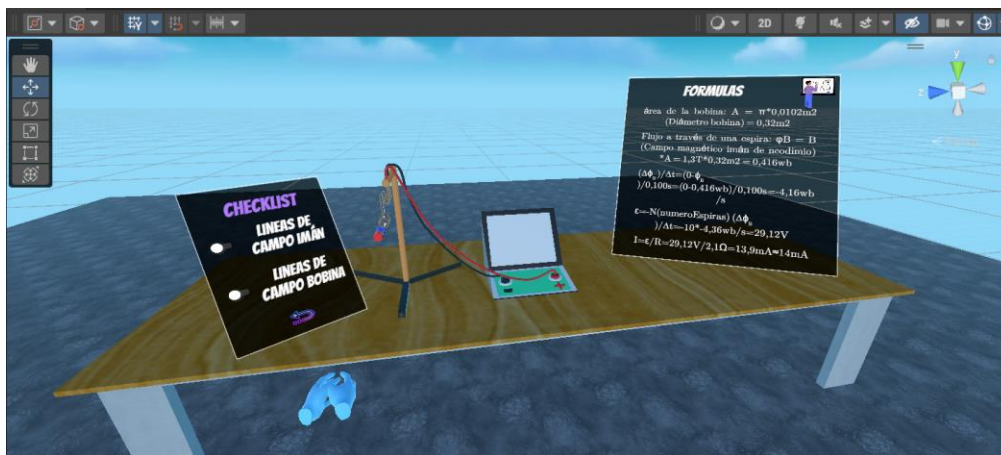 2D
y
z
CHECKLIST
LINEAS DE
CAMPO IMÁN
LINEAS DE
CAMPO BOBINA
FORMULAS
área de la bobina: A = π*0,0102m2
(Diámetro bobina) = 0,32m2
Flujo a través de una espira: φB = B
(Campo magnético imán de neodimio)
*A = 1,3T*0,32m2 = 0,416wb
)/0,100s=(0-0,416wb)/0,100s=-4,16wb
/s
ε=-N(numeroEspiras) (Δϕ
)/Δt=-10*-4,36wb/s=29,12V
I=ε/R=29,12V/2,1Ω=13,9mA≈14mA